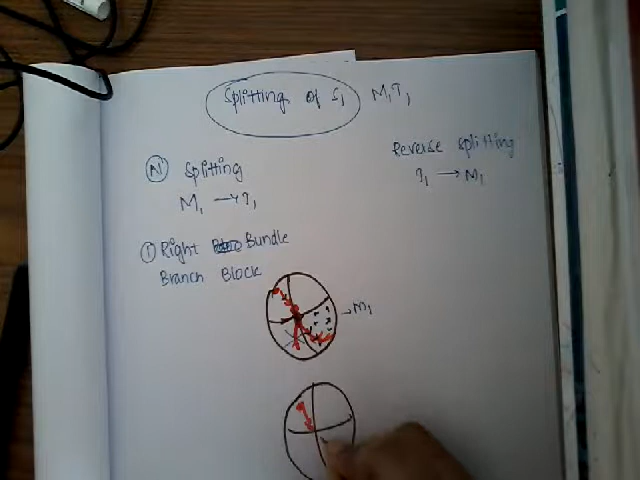 Splitting of S1 M1T1
Reverse splitting
T1 → M1
N Splitting
M1 → T1
1 Right Bundle
Branch Block
→M1